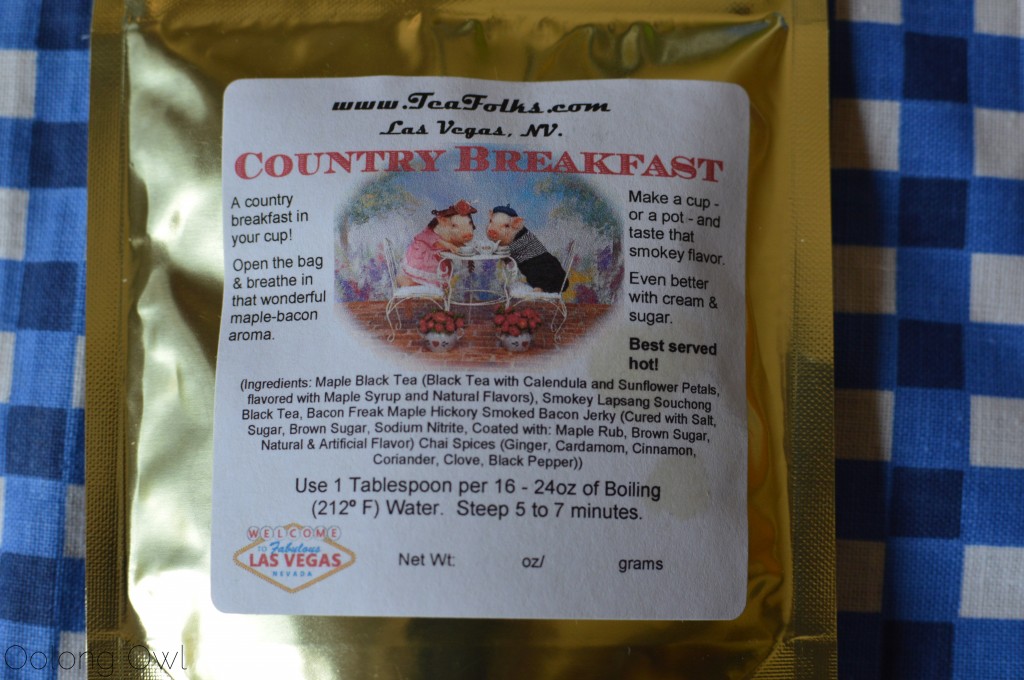 www.TeaFolks.com
Las Vegas, NV.
COUNTRY BREAKFAST
A country
breakfast in
your cup!
Open the bag
& breathe in
that wonderful
maple-bacon
aroma.
Make a cup -
or a pot - and
taste that
smokey flavor.
Even better
with cream &
sugar.
Best served
hot!
(Ingredients: Maple Black Tea (Black Tea with Calendula and Sunflower Petals,
flavored with Maple Syrup and Natural Flavors), Smokey Lapsang Souchong
Black Tea, Bacon Freak Maple Hickory Smoked Bacon Jerky (Cured with Salt,
Sugar, Brown Sugar, Sodium Nitrite, Coated with: Maple Rub, Brown Sugar,
Natural & Artificial Flavor) Chai Spices (Ginger, Cardamom, Cinnamon,
Coriander, Clove, Black Pepper))
Use 1 Tablespoon per 16 - 24oz of Boiling
(212º F) Water. Steep 5 to 7 minutes.
WELCOME
TO Fabulous
LAS VEGAS
NEVADA
Net Wt: oz/ grams
Oolong Owl